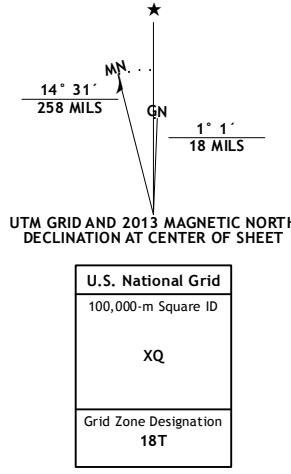 MN
14° 31´
258 MILS
GN
1° 1´
18 MILS
UTM GRID AND 2013 MAGNETIC NORTH
DECLINATION AT CENTER OF SHEET
U.S. National Grid
100,000-m Square ID
XQ
Grid Zone Designation
18T